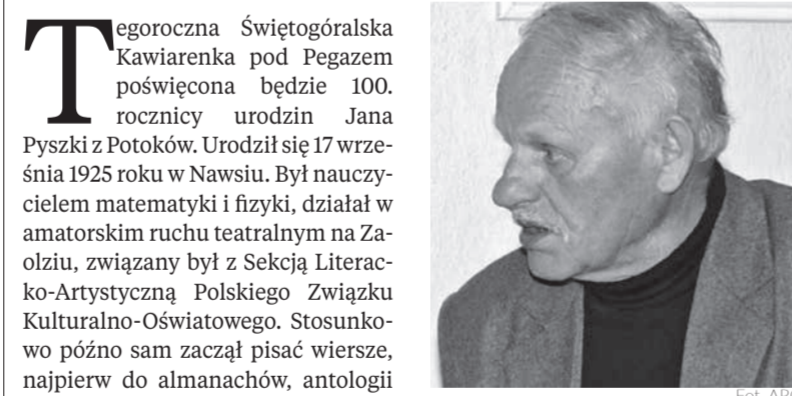 Tegoroczna Świętogóralska
Kawiarenka pod Pegazem
poświęcona będzie 100.
rocznicy urodzin Jana
Pyszki z Potoków. Urodził się 17 wrze-
śnia 1925 roku w Nawsiu. Był nauczy-
cielem matematyki i fizyki, działał w
amatorskim ruchu teatralnym na Za-
olziu, związany był z Sekcją Literac-
ko-Artystyczną Polskiego Związku
Kulturalno-Oświatowego. Stosunko-
wo późno sam zaczął pisać wiersze,
najpierw do almanachów, antologii